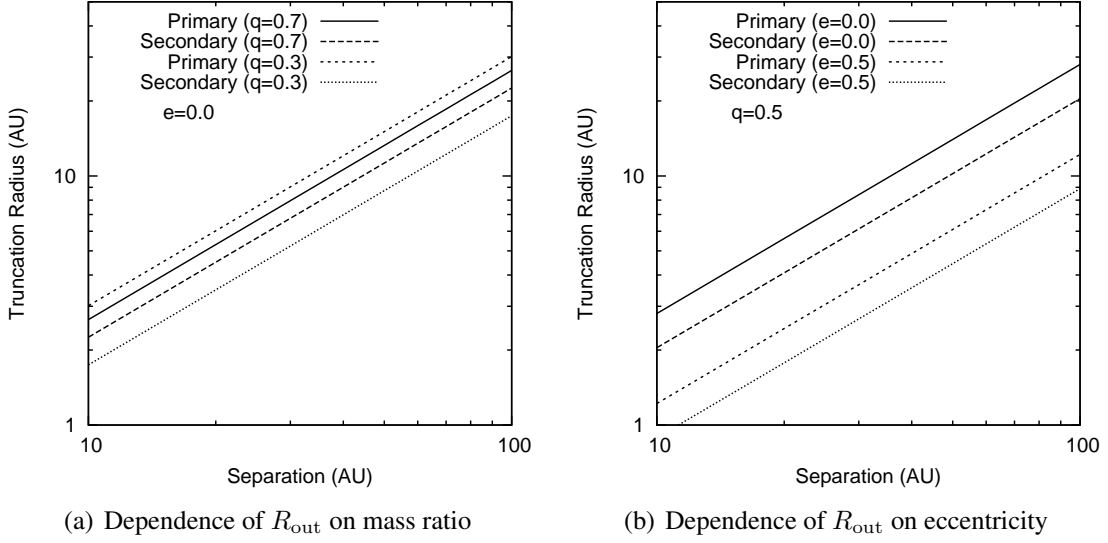 Primary (q=0.7)
Secondary (q=0.7)
Primary (q=0.3)
Secondary (q=0.3)
e=0.0
Truncation Radius (AU)
10
1
10
100
Separation (AU)
(a) Dependence of R_out on mass ratio
Primary (e=0.0)
Secondary (e=0.0)
Primary (e=0.5)
Secondary (e=0.5)
q=0.5
Truncation Radius (AU)
10
1
10
100
Separation (AU)
(b) Dependence of R_out on eccentricity